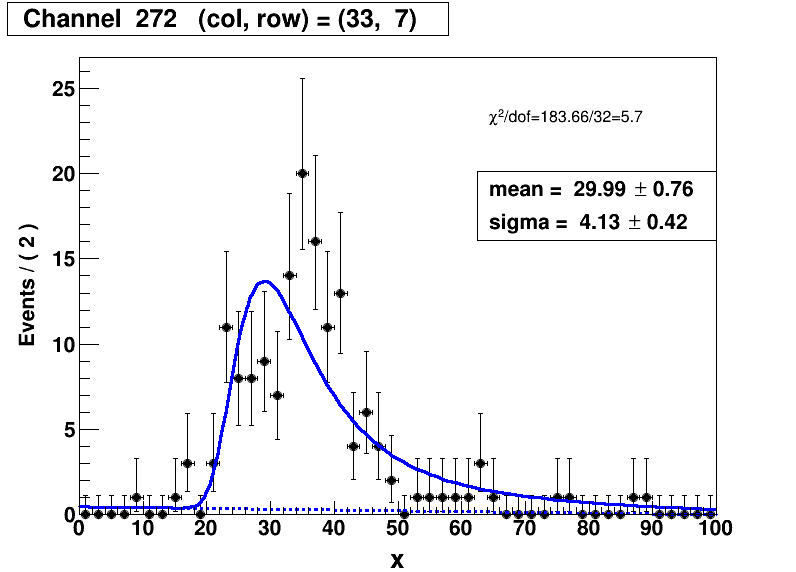 Channel 272 (col, row) = (33, 7)
χ²/dof=183.66/32=5.7
mean = 29.99 ± 0.76
sigma = 4.13 ± 0.42
Events / ( 2 )
25
20
15
10
5
0
0 10 20 30 40 50 60 70 80 90 100
x